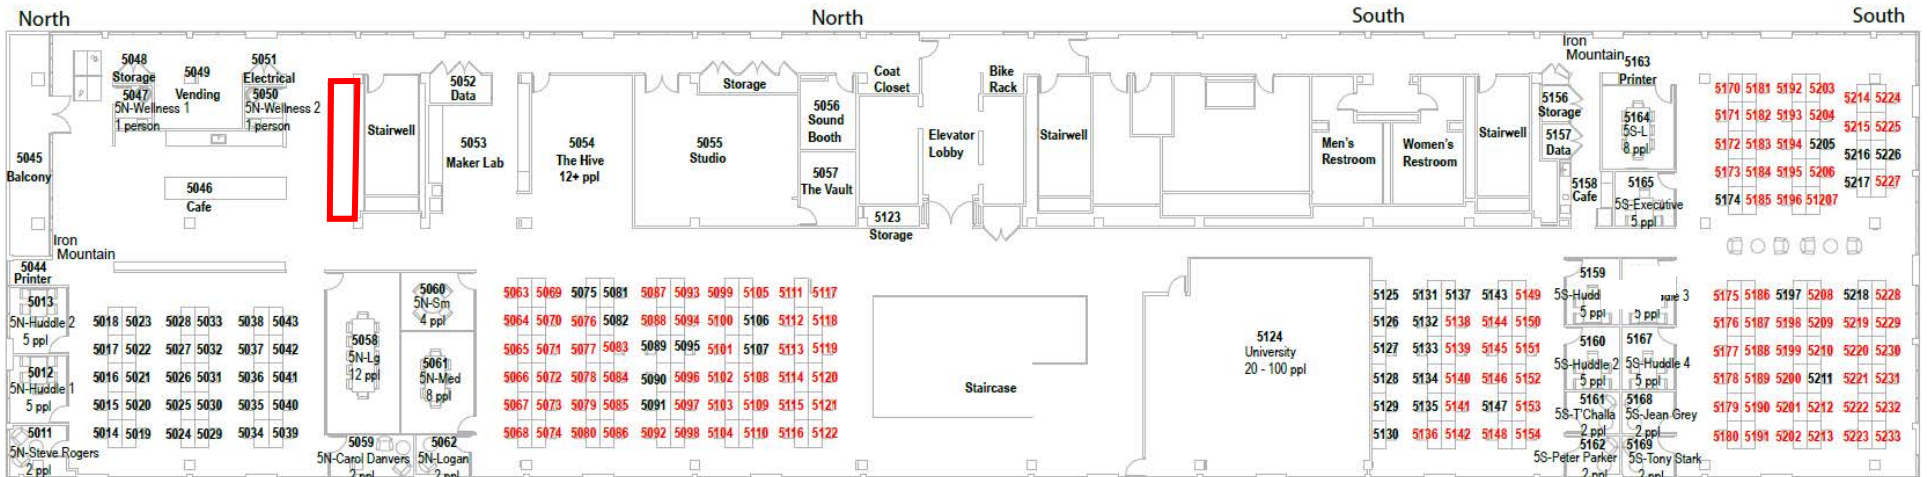 North
North
South
South
5048
Storage
5047
5N-Wellness 1
1 person
5049
Vending
5051
Electrical
5050
5N-Wellness 2
1 person
5045
Balcony
5046
Cafe
Iron
Mountain
5044
Printer
Stairwell
5052
Data
5053
Maker Lab
5054
The Hive
12+ ppl
Storage
5055
Studio
5056
Sound
Booth
5057
The Vault
Coat
Closet
5123
Storage
Elevator
Lobby
Bike
Rack
Stairwell
Men's
Restroom
Women's
Restroom
Stairwell
Iron
Mountain
5156
Storage
5157
Data
5158
Cafe
5163
Printer
5164
5S-L
8 ppl
5165
5S-Executive
5 ppl
5170 5181 5192 5203
5171 5182 5193 5204
5172 5183 5194 5205
5173 5184 5195 5206
5174 5185 5196 51207
5214 5224
5215 5225
5216 5226
5217 5227
5013
5N-Huddle 2
5 ppl
5012
5N-Huddle 1
5 ppl
5011
5N-Steve Rogers
2 ppl
5018 5023 5028 5033 5038 5043
5017 5022 5027 5032 5037 5042
5016 5021 5026 5031 5036 5041
5015 5020 5025 5030 5035 5040
5014 5019 5024 5029 5034 5039
5058
5N-Lg
12 ppl
5060
5N-Sm
4 ppl
5061
5N-Med
8 ppl
5059
5N-Carol Danvers
2 ppl
5062
5N-Logan
2 ppl
5063 5069 5075 5081 5087 5093 5099 5105 5111 5117
5064 5070 5076 5082 5088 5094 5100 5106 5112 5118
5065 5071 5077 5083 5089 5095 5101 5107 5113 5119
5066 5072 5078 5084 5090 5096 5102 5108 5114 5120
5067 5073 5079 5085 5091 5097 5103 5109 5115 5121
5068 5074 5080 5086 5092 5098 5104 5110 5116 5122
Staircase
5124
University
20 - 100 ppl
5125 5131 5137 5143 5149
5126 5132 5138 5144 5150
5127 5133 5139 5145 5151
5128 5134 5140 5146 5152
5129 5135 5141 5147 5153
5130 5136 5142 5148 5154
5159
5S-Hudd
5 ppl
3
5 ppl
5160
5S-Huddle 2
5 ppl
5167
5S-Huddle 4
5 ppl
5161
5S-T'Challa
2 ppl
5168
5S-Jean Grey
2 ppl
5162
5S-Peter Parker
2 ppl
5169
5S-Tony Stark
2 ppl
5175 5186 5197 5208 5218 5228
5176 5187 5198 5209 5219 5229
5177 5188 5199 5210 5220 5230
5178 5189 5200 5211 5221 5231
5179 5190 5201 5212 5222 5232
5180 5191 5202 5213 5223 5233